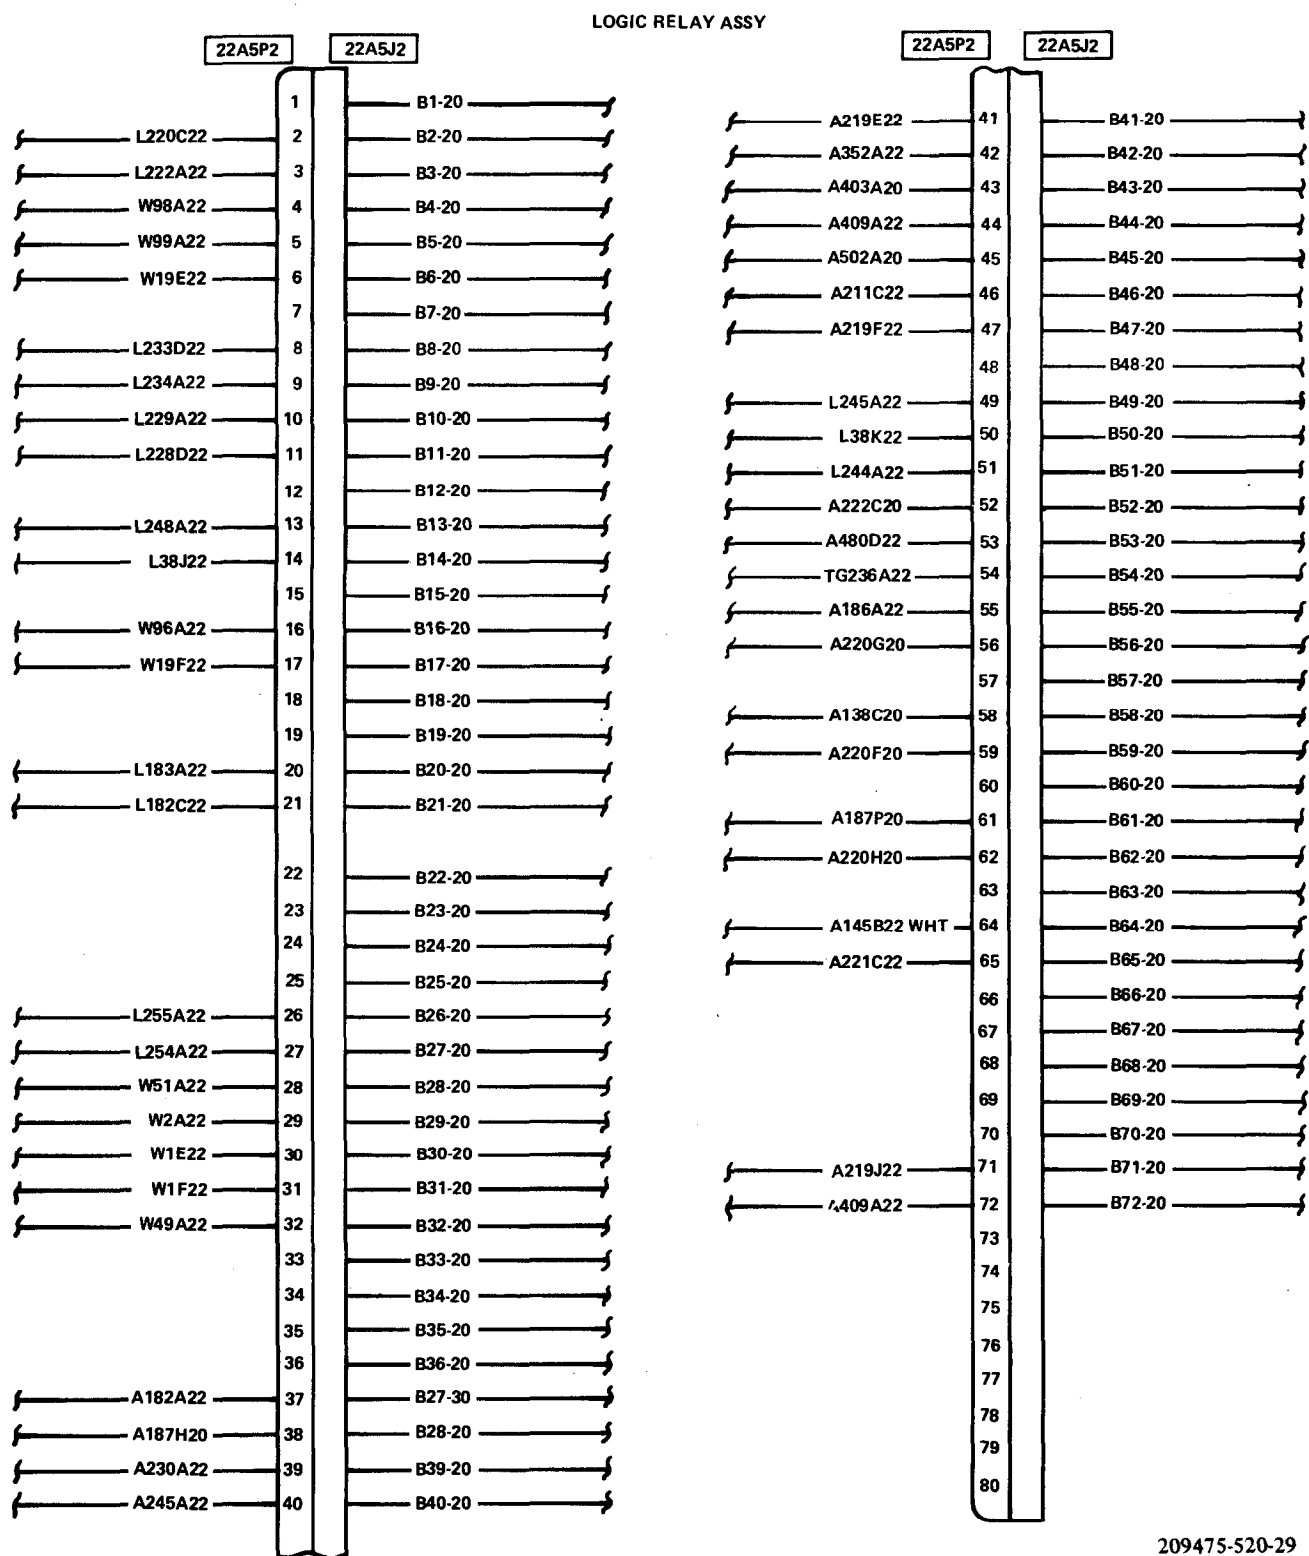 LOGIC RELAY ASSY
22A5P2 22A5J2
1 B1-20
L220C22 2 B2-20
L222A22 3 B3-20
W98A22 4 B4-20
W99A22 5 B5-20
W19E22 6 B6-20
7 B7-20
L233D22 8 B8-20
L234A22 9 B9-20
L229A22 10 B10-20
L228D22 11 B11-20
12 B12-20
L248A22 13 B13-20
L38J22 14 B14-20
15 B15-20
W96A22 16 B16-20
W19F22 17 B17-20
18 B18-20
19 B19-20
L183A22 20 B20-20
L182C22 21 B21-20
22 B22-20
23 B23-20
24 B24-20
25 B25-20
L255A22 26 B26-20
L254A22 27 B27-20
W51A22 28 B28-20
W2A22 29 B29-20
W1E22 30 B30-20
W1F22 31 B31-20
W49A22 32 B32-20
33 B33-20
34 B34-20
35 B35-20
36 B36-20
A182A22 37 B27-30
A187H20 38 B28-20
A230A22 39 B39-20
A245A22 40 B40-20
22A5P2 22A5J2
A219E22 41 B41-20
A352A22 42 B42-20
A403A20 43 B43-20
A409A22 44 B44-20
A502A20 45 B45-20
A211C22 46 B46-20
A219F22 47 B47-20
48 B48-20
L245A22 49 B49-20
L38K22 50 B50-20
L244A22 51 B51-20
A222C20 52 B52-20
A480D22 53 B53-20
TG236A22 54 B54-20
A186A22 55 B55-20
A220G20 56 B56-20
57 B57-20
A138C20 58 B58-20
A220F20 59 B59-20
60 B60-20
A187P20 61 B61-20
A220H20 62 B62-20
63 B63-20
A145B22 WHT 64 B64-20
A221C22 65 B65-20
66 B66-20
67 B67-20
68 B68-20
69 B69-20
70 B70-20
A219J22 71 B71-20
A409A22 72 B72-20
73
74
75
76
77
78
79
80
209475-520-29